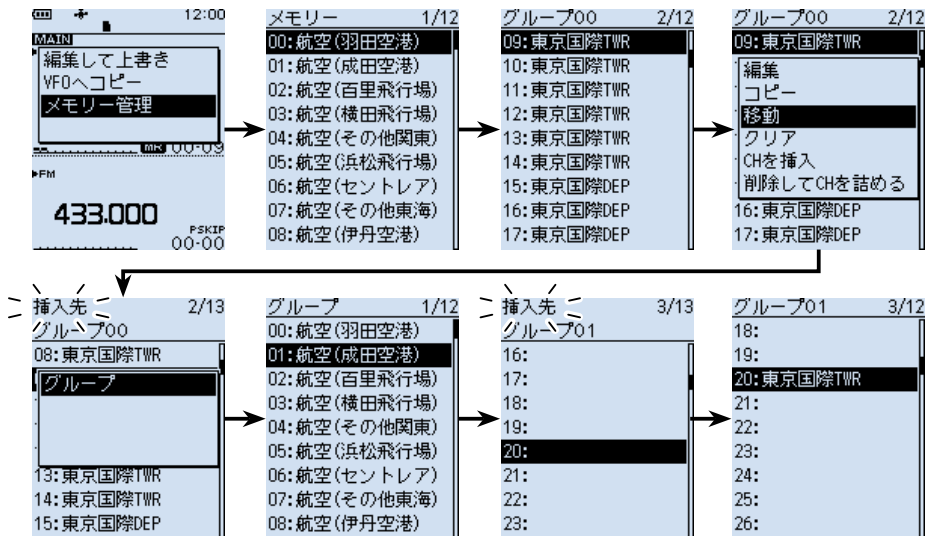 12:00
MAIN
編集して上書き
VFOへコピー
メモリー管理
MR 00-09
FM
433.000
PSKIP
00-00
メモリー 1/12
00:航空(羽田空港)
01:航空(成田空港)
02:航空(百里飛行場)
03:航空(横田飛行場)
04:航空(その他関東)
05:航空(浜松飛行場)
06:航空(セントレア)
07:航空(その他東海)
08:航空(伊丹空港)
グループ00 2/12
09:東京国際TWR
10:東京国際TWR
11:東京国際TWR
12:東京国際TWR
13:東京国際TWR
14:東京国際TWR
15:東京国際DEP
16:東京国際DEP
17:東京国際DEP
グループ00 2/12
09:東京国際TWR
編集
コピー
移動
クリア
CHを挿入
削除してCHを詰める
16:東京国際DEP
17:東京国際DEP
挿入先 2/13
グループ00
08:東京国際TWR
グループ
13:東京国際TWR
14:東京国際TWR
15:東京国際DEP
グループ 1/12
00:航空(羽田空港)
01:航空(成田空港)
02:航空(百里飛行場)
03:航空(横田飛行場)
04:航空(その他関東)
05:航空(浜松飛行場)
06:航空(セントレア)
07:航空(その他東海)
08:航空(伊丹空港)
挿入先 3/13
グループ01
16:
17:
18:
19:
20:
21:
22:
23:
グループ01 3/12
18:
19:
20:東京国際TWR
21:
22:
23:
24:
25:
26: